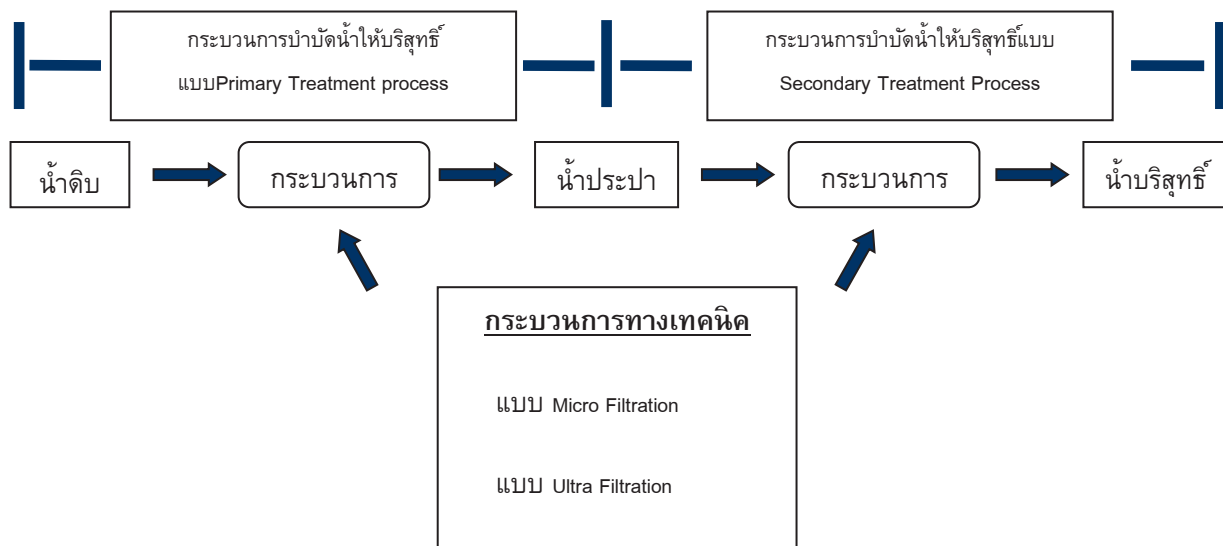 กระบวนการบำบัดน้ำให้บริสุทธิ์
แบบPrimary Treatment process
กระบวนการบำบัดน้ำให้บริสุทธิ์แบบ
Secondary Treatment Process
น้ำดิบ
กระบวนการ
น้ำประปา
กระบวนการ
น้ำบริสุทธิ์
กระบวนการทางเทคนิค
แบบ Micro Filtration
แบบ Ultra Filtration